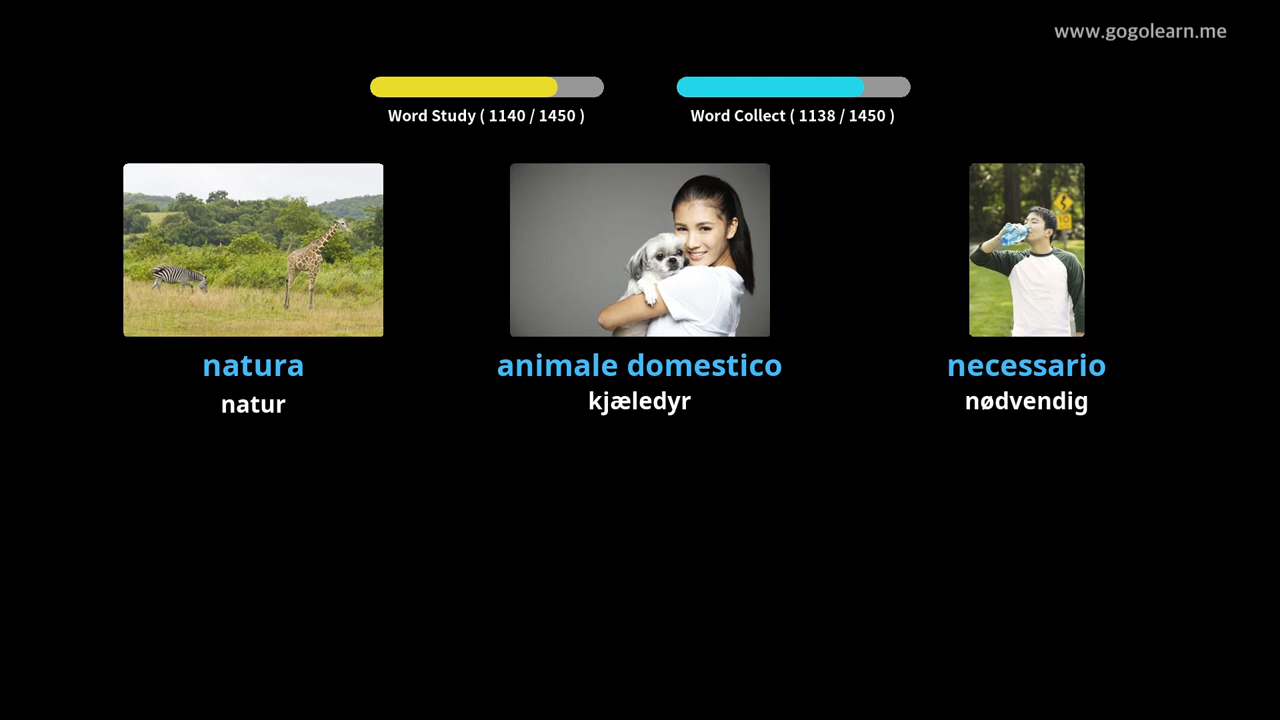 www.gogolearn.me
Word Study ( 1140 / 1450 )
Word Collect ( 1138 / 1450 )
natura
natur
animale domestico
kjæledyr
necessario
nødvendig